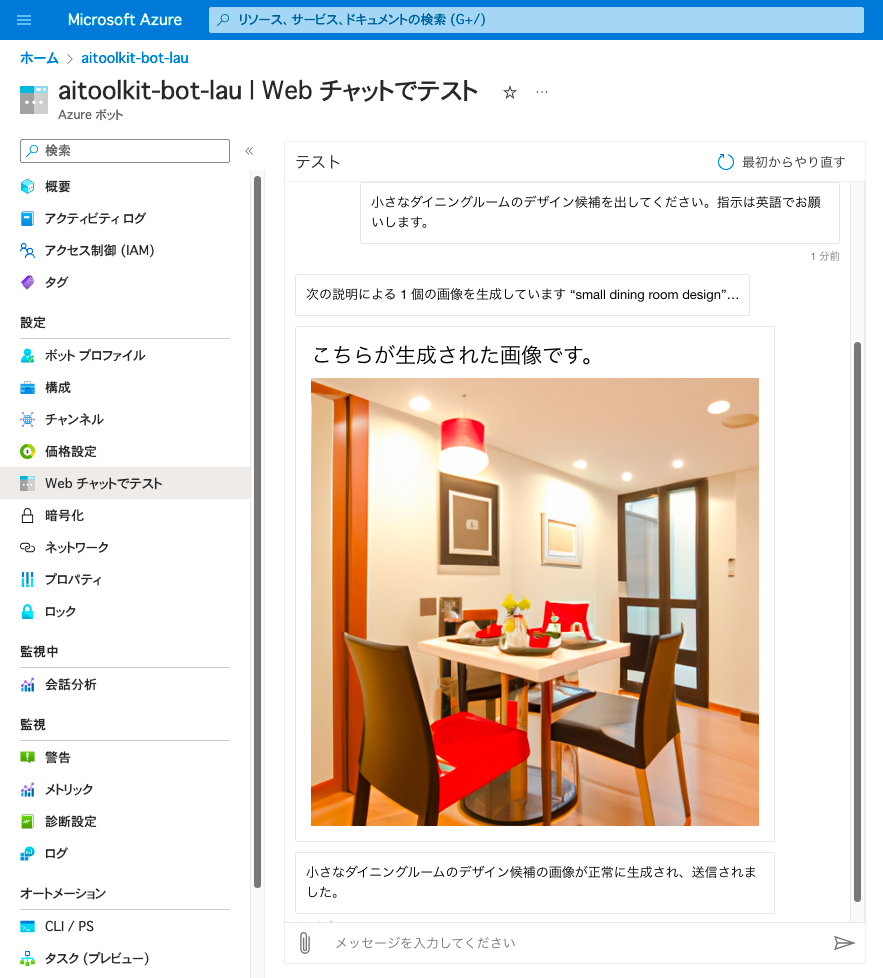 Microsoft Azure
リソース、サービス、ドキュメントの検索 (G+/)
ホーム > aitoolkit-bot-lau
aitoolkit-bot-lau | Web チャットでテスト
Azure ボット
検索
概要
アクティビティ ログ
アクセス制御 (IAM)
タグ
設定
ボット プロファイル
構成
チャンネル
価格設定
Web チャットでテスト
暗号化
ネットワーク
プロパティ
ロック
監視中
会話分析
監視
警告
メトリック
診断設定
ログ
オートメーション
CLI / PS
タスク (プレビュー)
テスト
最初からやり直す
小さなダイニングルームのデザイン候補を出してください。指示は英語でお願
いします。
1 分前
次の説明による 1 個の画像を生成しています “small dining room design”…
こちらが生成された画像です。
小さなダイニングルームのデザイン候補の画像が正常に生成され、送信されま
した。
メッセージを入力してください